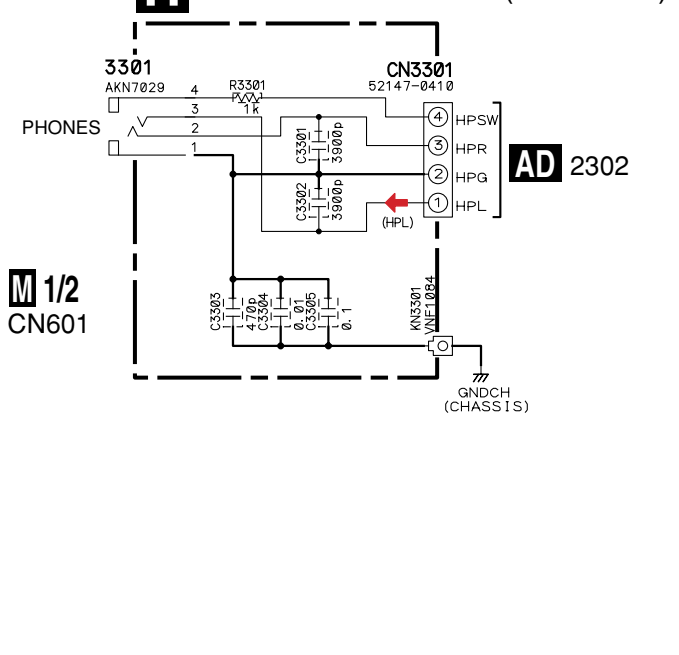 3301
AKN7029
CN3301
52147-0410
R3301
1k
4
3
2
1
PHONES
C3301
3900p
C3302
3900p
4 HPSW
3 HPR
2 HPG
1 HPL
(HPL)
AD 2302
M 1/2
CN601
C3303
470p
C3304
0.01
C3305
0.1
KN3301
VNF1084
GNDCH
(CHASSIS)